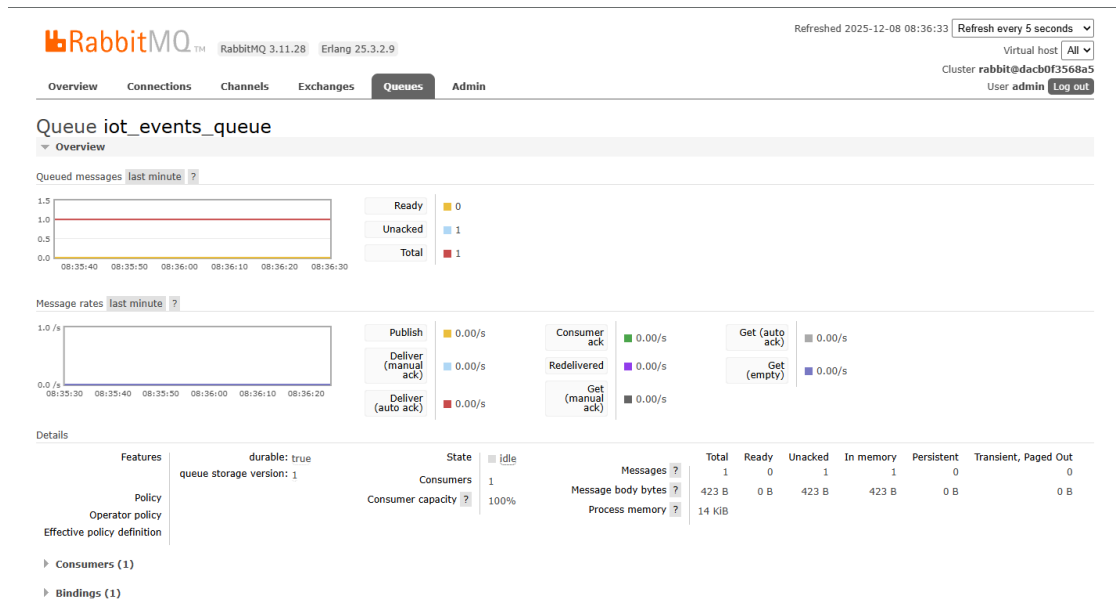 Refreshed 2025-12-08 08:36:33 Refresh every 5 seconds
RabbitMQ TM RabbitMQ 3.11.28 Erlang 25.3.2.9
Virtual host All
Cluster rabbit@dacb0f3568a5
User admin Log out
Overview Connections Channels Exchanges Queues Admin
Queue iot_events_queue
Overview
Queued messages last minute ?
1.5
1.0
0.5
0.0
08:35:40 08:35:50 08:36:00 08:36:10 08:36:20 08:36:30
Ready 0
Unacked 1
Total 1
Message rates last minute ?
1.0 /s
0.0 /s
08:35:30 08:35:40 08:35:50 08:36:00 08:36:10 08:36:20
Publish 0.00/s
Deliver
(manual
ack) 0.00/s
Deliver
(auto ack) 0.00/s
Consumer
ack 0.00/s
Redelivered 0.00/s
Get
(manual
ack) 0.00/s
Get (auto
ack) 0.00/s
Get
(empty) 0.00/s
Details
Features durable: true
queue storage version: 1
Policy
Operator policy
Effective policy definition
State idle
Consumers 1
Consumer capacity ? 100%
Total Ready Unacked In memory Persistent Transient, Paged Out
Messages ? 1 0 1 1 0 0
Message body bytes ? 423 B 0 B 423 B 423 B 0 B 0 B
Process memory ? 14 KiB
Consumers (1)
Bindings (1)